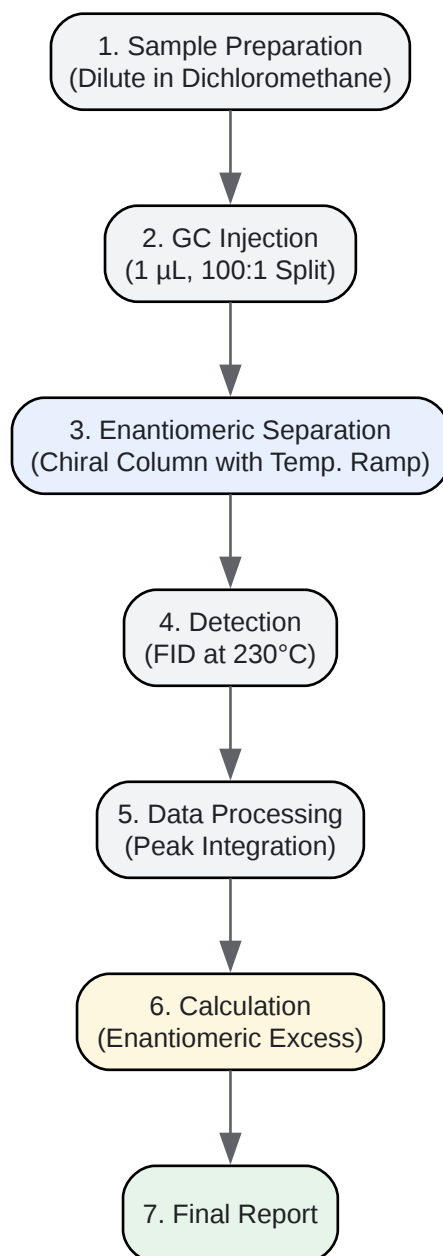 1. Sample Preparation
(Dilute in Dichloromethane)
2. GC Injection
(1 µL, 100:1 Split)
3. Enantiomeric Separation
(Chiral Column with Temp. Ramp)
4. Detection
(FID at 230°C)
5. Data Processing
(Peak Integration)
6. Calculation
(Enantiomeric Excess)
7. Final Report